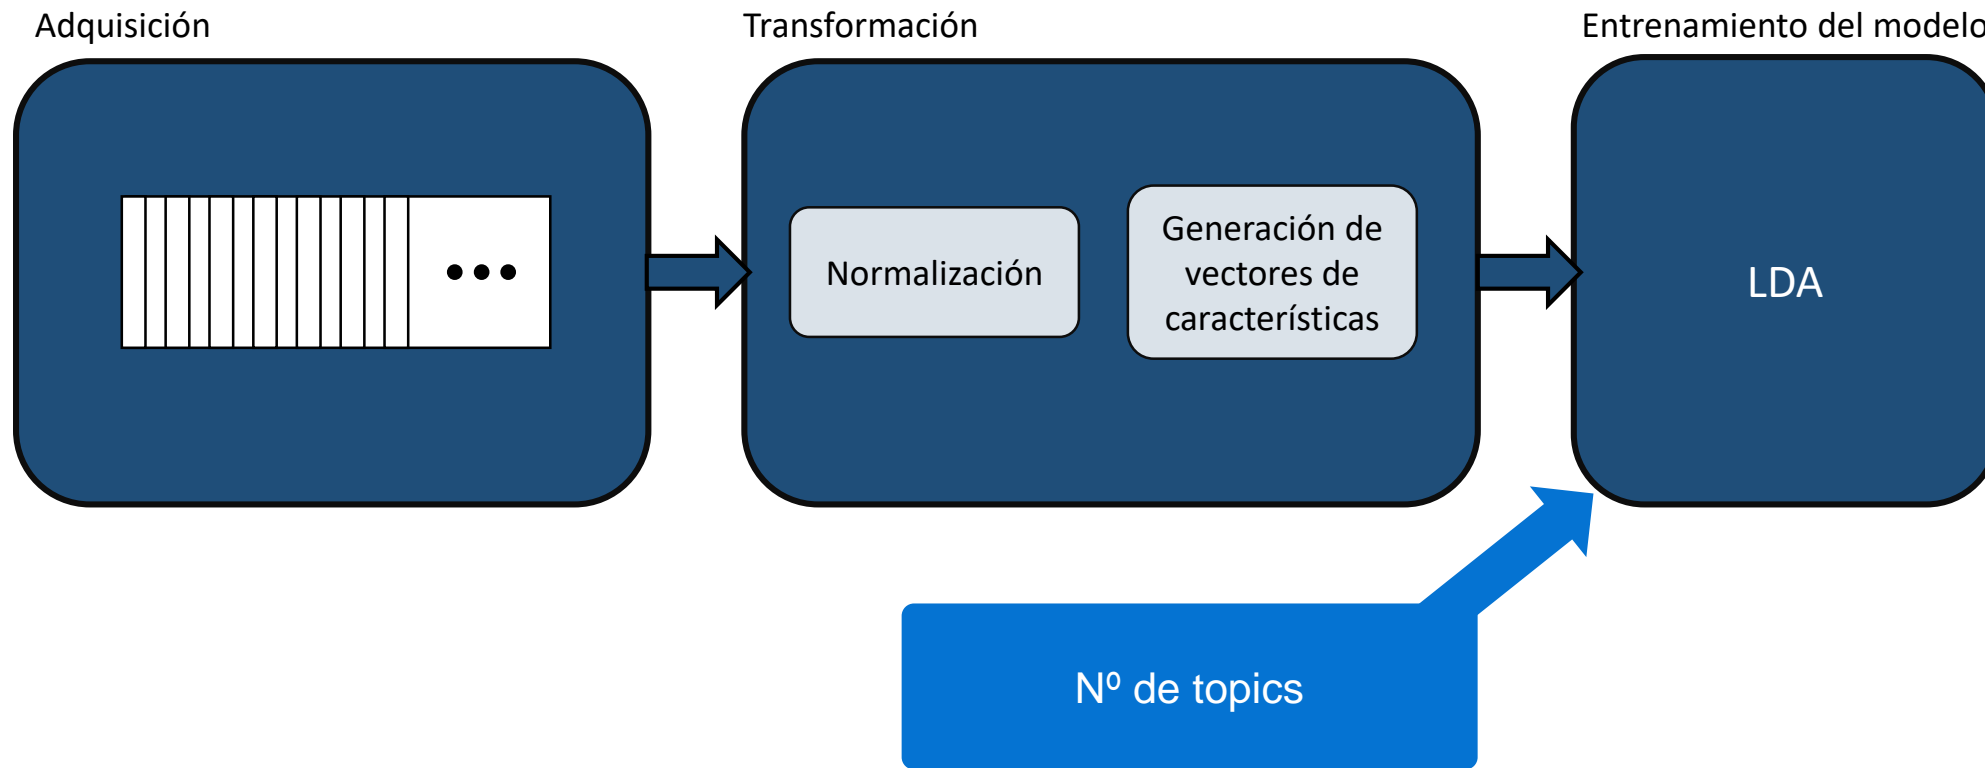 Adquisición
Transformación
Entrenamiento del modelo
Normalización
Generación de
vectores de
características
LDA
Nº de topics